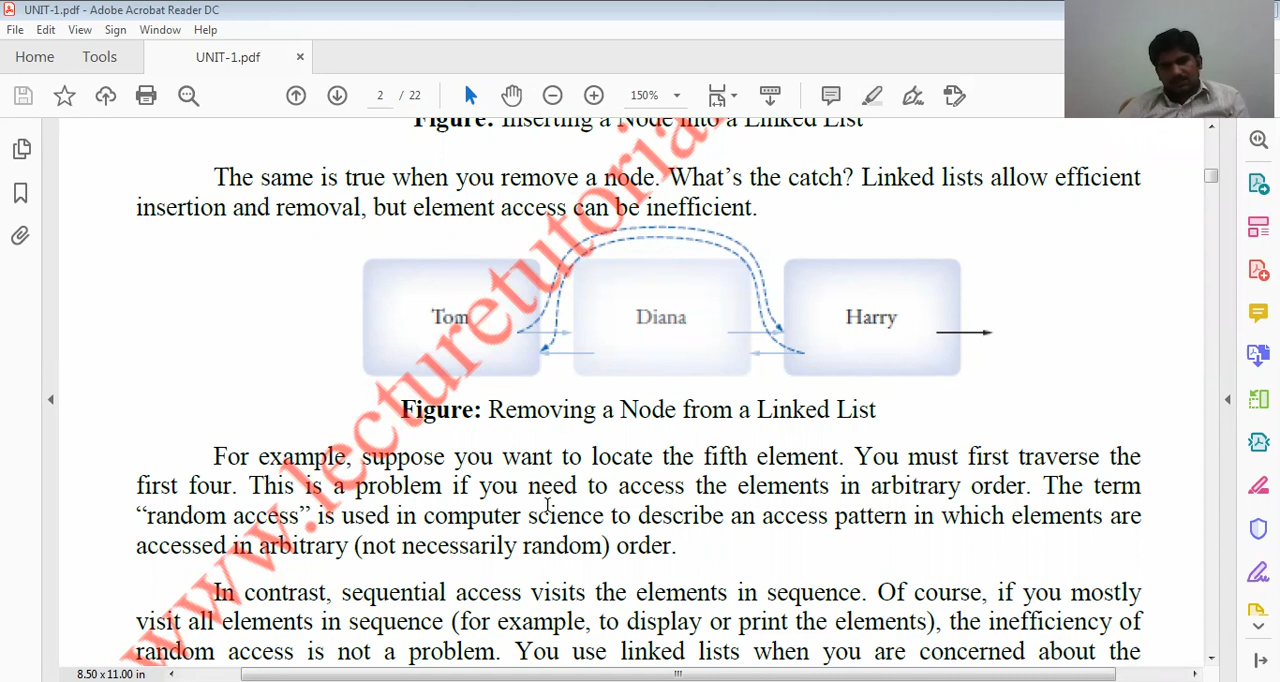 UNIT-1.pdf - Adobe Acrobat Reader DC
File Edit View Sign Window Help
Home Tools UNIT-1.pdf ×
2 / 22 150%
Figure: Inserting a Node into a Linked List
The same is true when you remove a node. What's the catch? Linked lists allow efficient
insertion and removal, but element access can be inefficient.
Tom Diana Harry
Figure: Removing a Node from a Linked List
For example, suppose you want to locate the fifth element. You must first traverse the
first four. This is a problem if you need to access the elements in arbitrary order. The term
“random access” is used in computer science to describe an access pattern in which elements are
accessed in arbitrary (not necessarily random) order.
In contrast, sequential access visits the elements in sequence. Of course, if you mostly
visit all elements in sequence (for example, to display or print the elements), the inefficiency of
random access is not a problem. You use linked lists when you are concerned about the
www.lecturetutoria
8.50 x 11.00 in